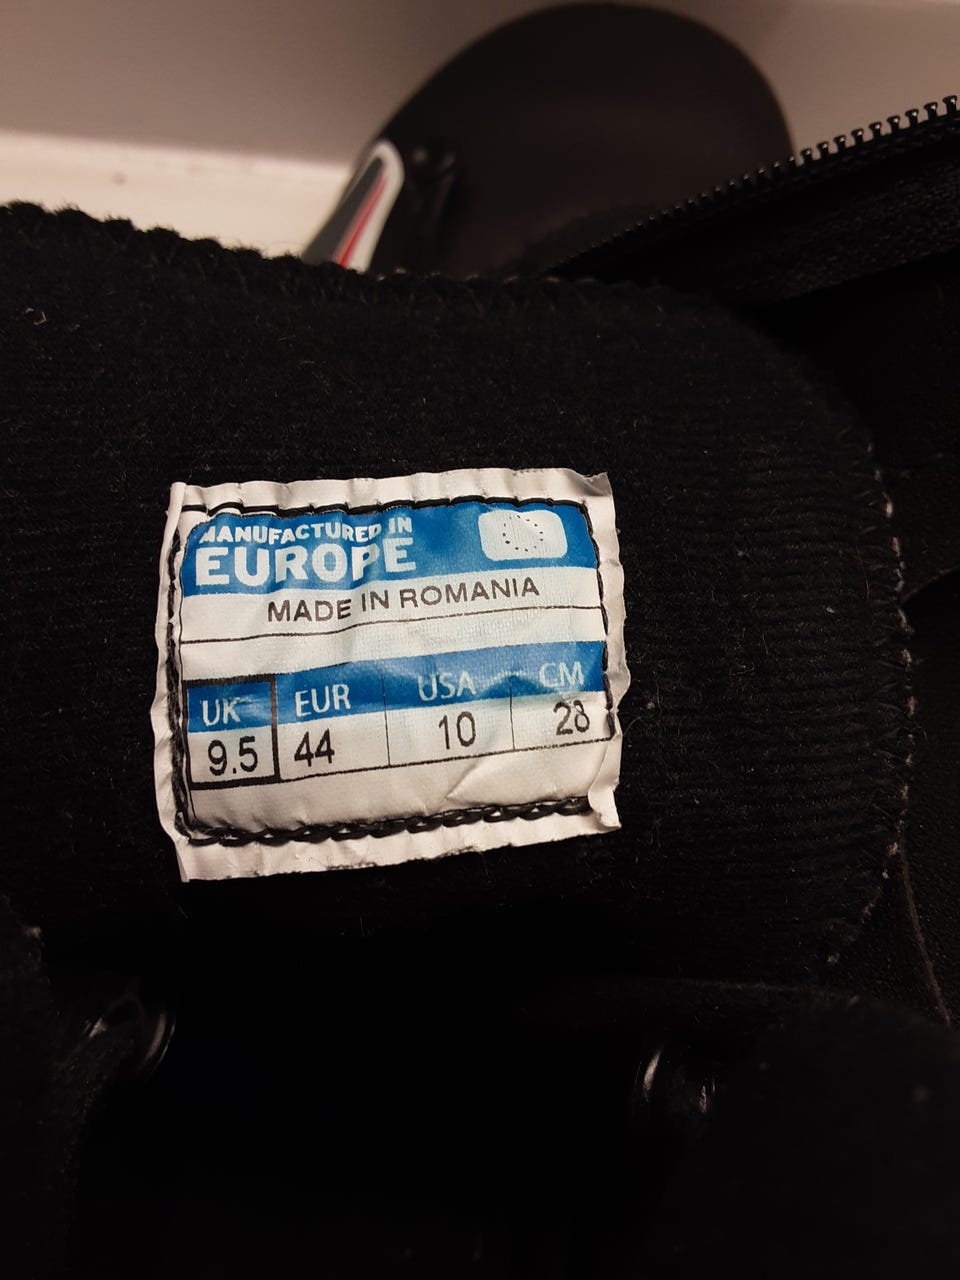 MANUFACTURED IN
EUROPE
MADE IN ROMANIA
UK EUR USA CM
9.5 44 10 28